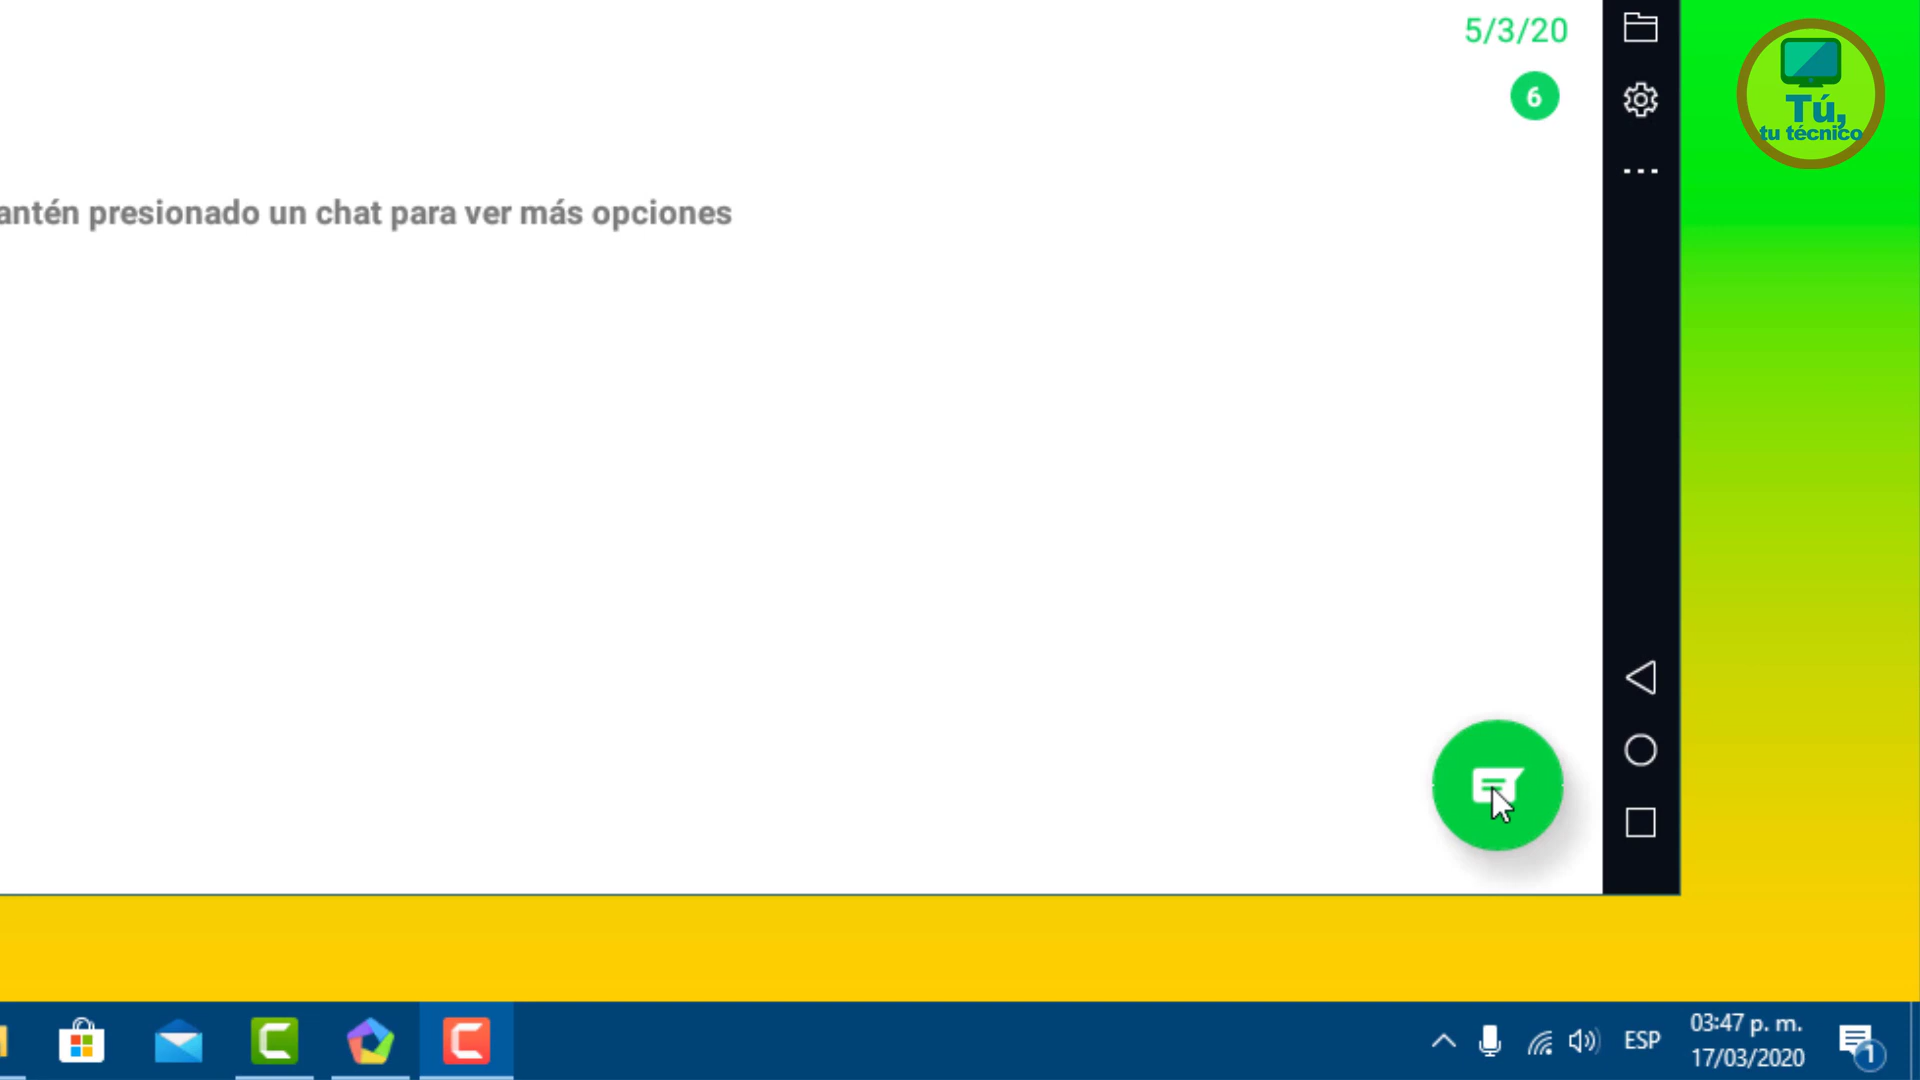 5/3/20
6
antén presionado un chat para ver más opciones
Tú,
tu técnico
ESP
03:47 p. m.
17/03/2020
1